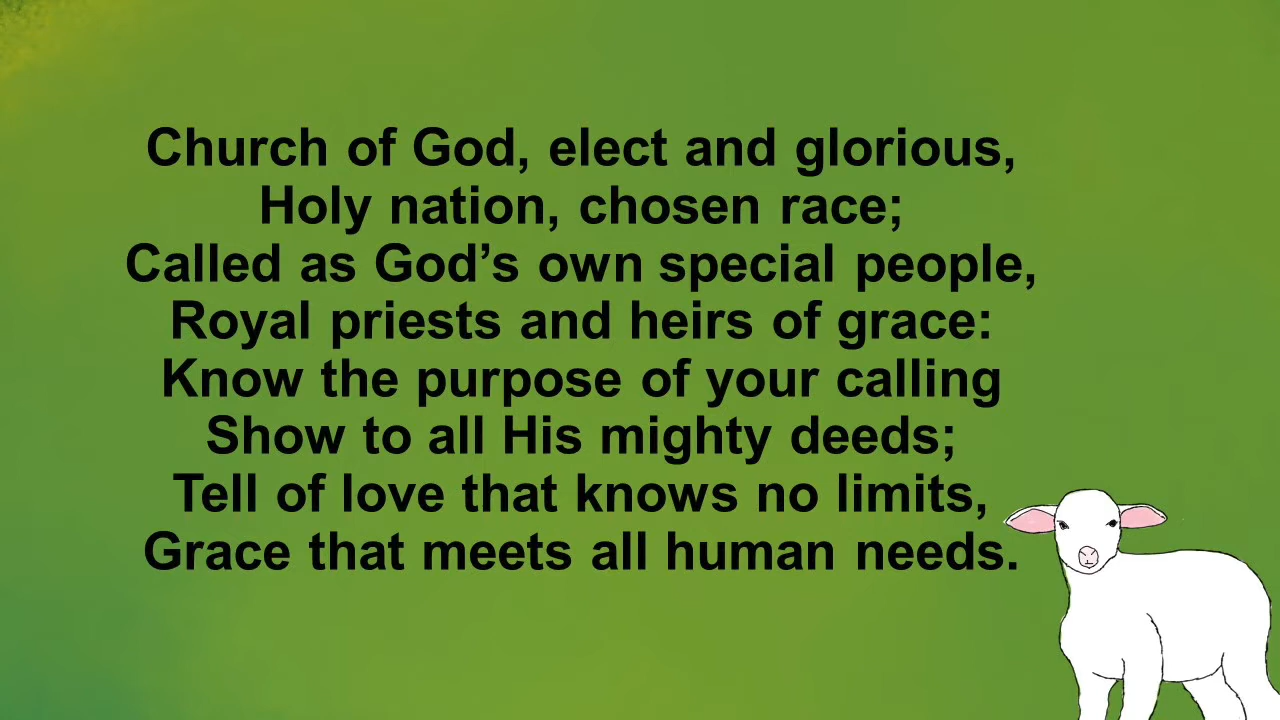 Church of God, elect and glorious,
Holy nation, chosen race;
Called as God’s own special people,
Royal priests and heirs of grace:
Know the purpose of your calling
Show to all His mighty deeds;
Tell of love that knows no limits,
Grace that meets all human needs.